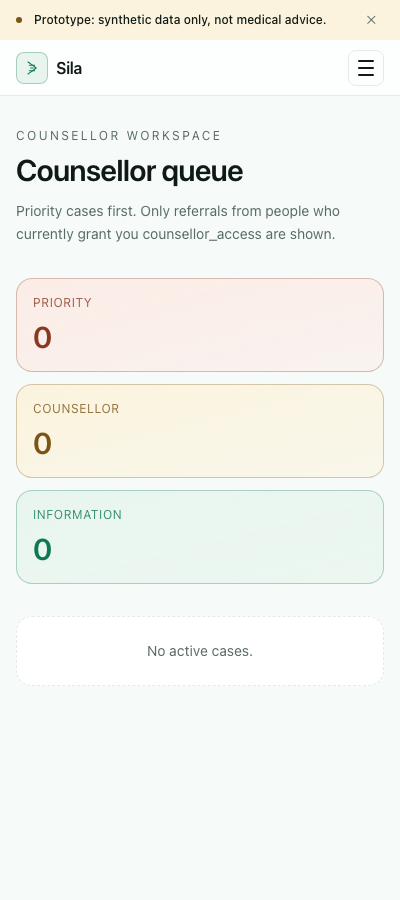 Prototype: synthetic data only, not medical advice.
Sila
COUNSELLOR WORKSPACE
Counsellor queue
Priority cases first. Only referrals from people who
currently grant you counsellor_access are shown.
PRIORITY
0
COUNSELLOR
0
INFORMATION
0
No active cases.